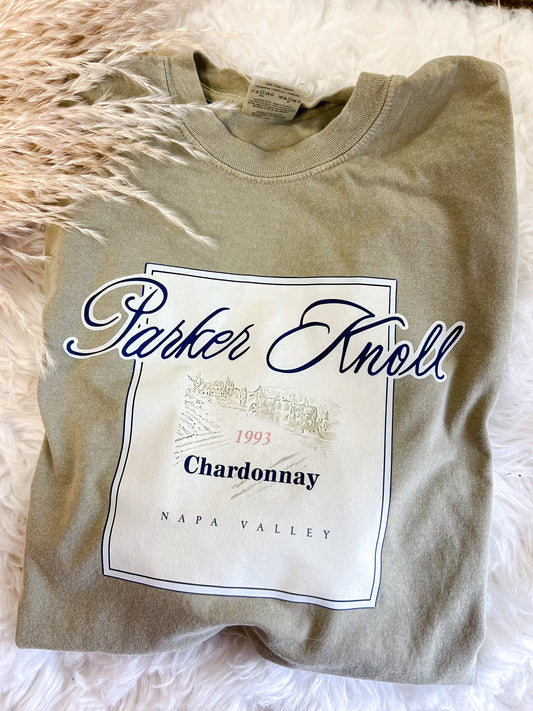 Parker Knoll
1993
Chardonnay
NAPA VALLEY